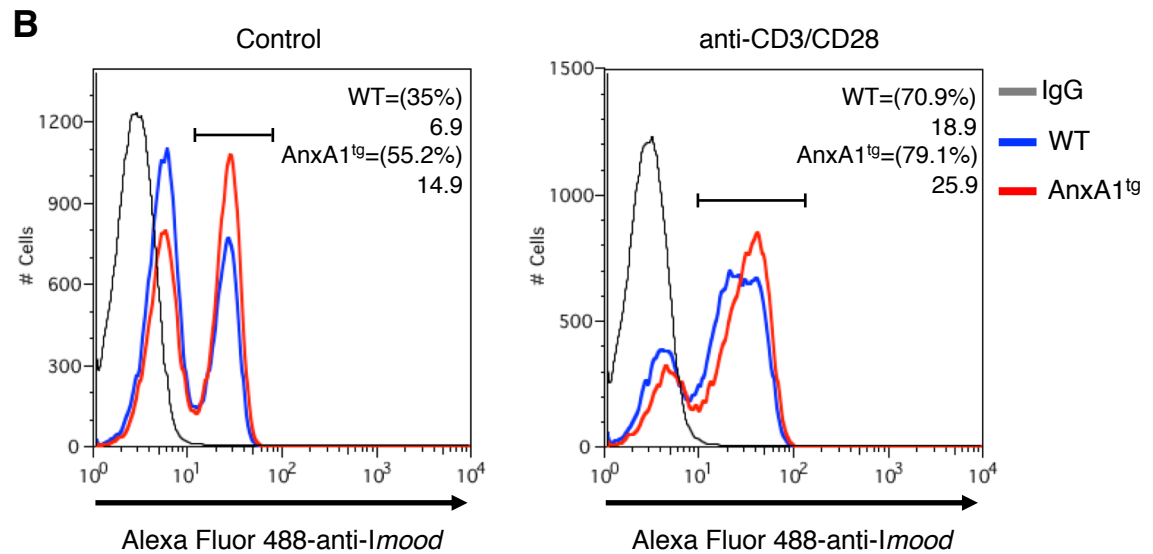 B
Control
WT=(35%)
6.9
AnxA1tg=(55.2%)
14.9
# Cells
1200
900
600
300
0
10^0 10^1 10^2 10^3 10^4
Alexa Fluor 488-anti-Imood
anti-CD3/CD28
WT=(70.9%)
18.9
AnxA1tg=(79.1%)
25.9
# Cells
1500
1000
500
0
10^0 10^1 10^2 10^3 10^4
Alexa Fluor 488-anti-Imood
IgG
WT
AnxA1tg